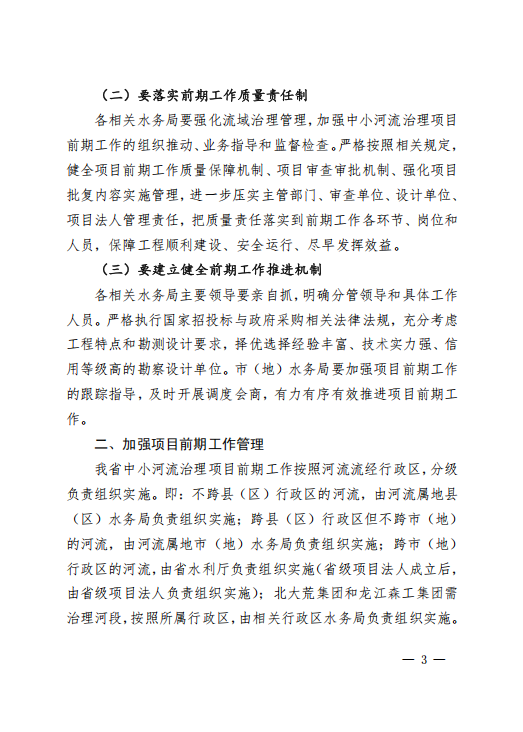 （二）要落实前期工作质量责任制
各相关水务局要强化流域治理管理，加强中小河流治理项目
前期工作的组织推动、业务指导和监督检查。严格按照相关规定，
健全项目前期工作质量保障机制、项目审查审批机制、强化项目
批复内容实施管理，进一步压实主管部门、审查单位、设计单位、
项目法人管理责任，把质量责任落实到前期工作各环节、岗位和
人员，保障工程顺利建设、安全运行、尽早发挥效益。
（三）要建立健全前期工作推进机制
各相关水务局主要领导要亲自抓，明确分管领导和具体工作
人员。严格执行国家招投标与政府采购相关法律法规，充分考虑
工程特点和勘测设计要求，择优选择经验丰富、技术实力强、信
用等级高的勘察设计单位。市（地）水务局要加强项目前期工作
的跟踪指导，及时开展调度会商，有力有序有效推进项目前期工
作。
二、加强项目前期工作管理
我省中小河流治理项目前期工作按照河流流经行政区，分级
负责组织实施。即：不跨县（区）行政区的河流，由河流属地县
（区）水务局负责组织实施；跨县（区）行政区但不跨市（地）
的河流，由河流属地市（地）水务局负责组织实施；跨市（地）
行政区的河流，由省水利厅负责组织实施（省级项目法人成立后，
由省级项目法人负责组织实施）；北大荒集团和龙江森工集团需
治理河段，按照所属行政区，由相关行政区水务局负责组织实施。
— 3 —